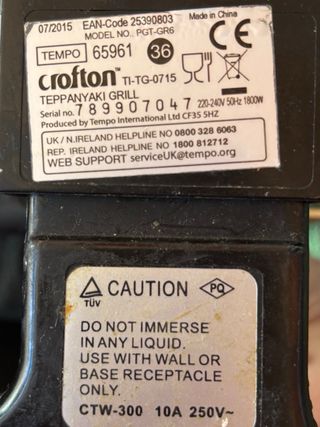 07/2015 EAN-Code 25390803
Made in China
MODEL NO.: PGT-GR6
TEMPO 65961 36
crofton™ TI-TG-0715
TEPPANYAKI GRILL
Serial no. 789907047 220-240V 50Hz 1800W
Produced by Tempo International Ltd CF35 5HZ
UK / N.IRELAND HELPLINE NO 0800 328 6063
REP. IRELAND HELPLINE NO 1800 812712
WEB SUPPORT serviceUK@tempo.org
CE
TÜV CAUTION PQ
DO NOT IMMERSE
IN ANY LIQUID.
USE WITH WALL OR
BASE RECEPTACLE
ONLY.
CTW-300 10A 250V~